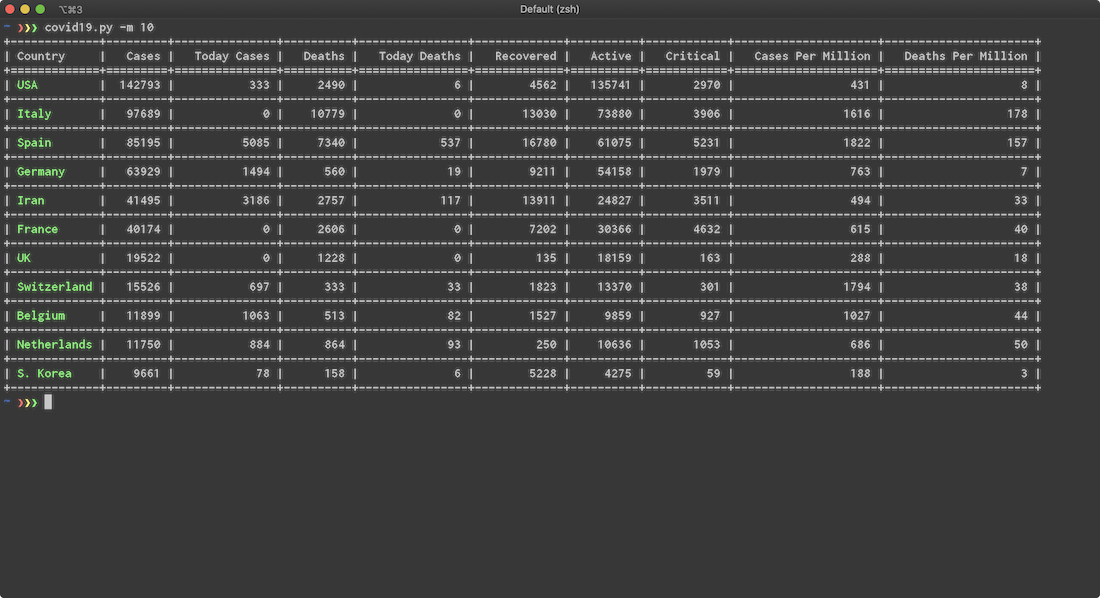 ⌥⌘3 Default (zsh)
~ ❯❯❯ covid19.py -m 10
| Country | Cases | Today Cases | Deaths | Today Deaths | Recovered | Active | Critical | Cases Per Million | Deaths Per Million |
| USA | 142793 | 333 | 2490 | 6 | 4562 | 135741 | 2970 | 431 | 8 |
| Italy | 97689 | 0 | 10779 | 0 | 13030 | 73880 | 3906 | 1616 | 178 |
| Spain | 85195 | 5085 | 7340 | 537 | 16780 | 61075 | 5231 | 1822 | 157 |
| Germany | 63929 | 1494 | 560 | 19 | 9211 | 54158 | 1979 | 763 | 7 |
| Iran | 41495 | 3186 | 2757 | 117 | 13911 | 24827 | 3511 | 494 | 33 |
| France | 40174 | 0 | 2606 | 0 | 7202 | 30366 | 4632 | 615 | 40 |
| UK | 19522 | 0 | 1228 | 0 | 135 | 18159 | 163 | 288 | 18 |
| Switzerland | 15526 | 697 | 333 | 33 | 1823 | 13370 | 301 | 1794 | 38 |
| Belgium | 11899 | 1063 | 513 | 82 | 1527 | 9859 | 927 | 1027 | 44 |
| Netherlands | 11750 | 884 | 864 | 93 | 250 | 10636 | 1053 | 686 | 50 |
| S. Korea | 9661 | 78 | 158 | 6 | 5228 | 4275 | 59 | 188 | 3 |
~ ❯❯❯